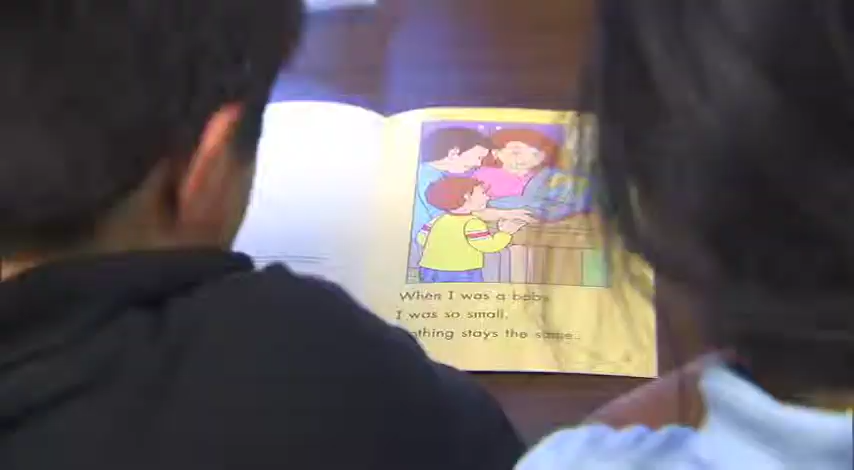 When I was a baby
I was so small.
stays the same..